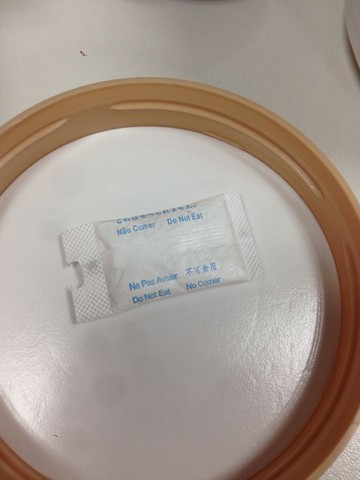 Não Comer Do Not Eat
Ne Pas Avaler 不可食用
Do Not Eat No Comer